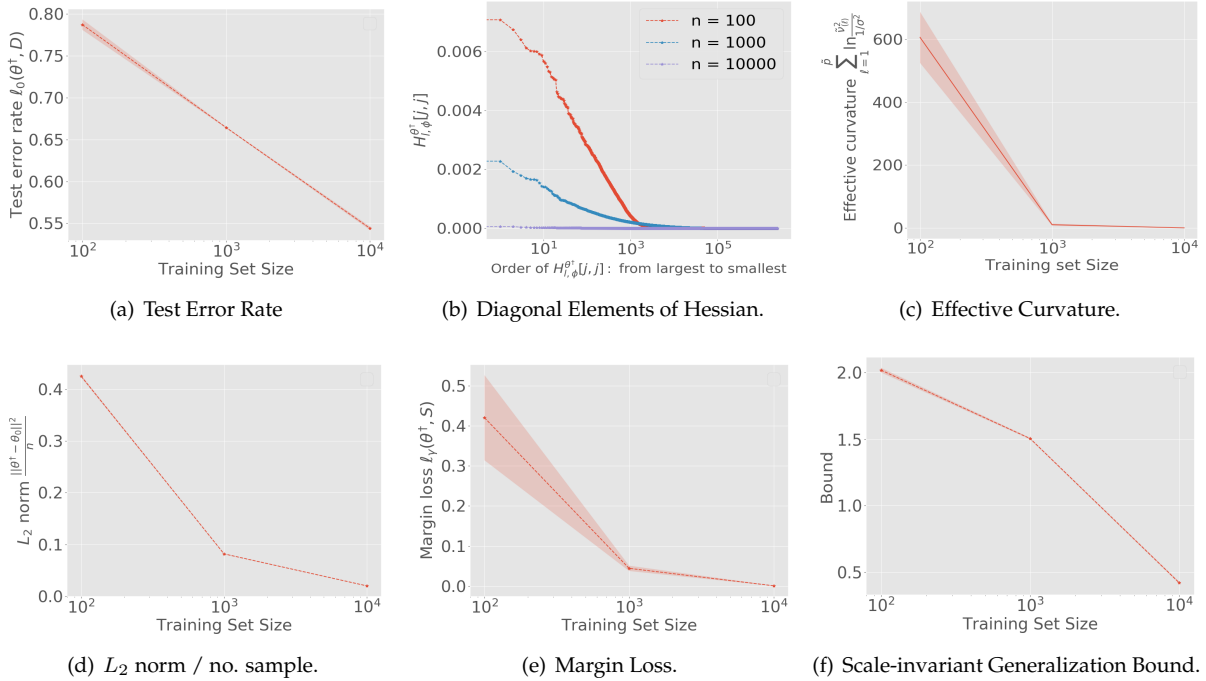 0.80
0.75
0.70
0.65
0.60
0.55
Test error rate ℓ₀(θ†, D)
10² 10³ 10⁴
Training Set Size
(a) Test Error Rate
0.006
0.004
0.002
0.000
H^{θ†}_{l,ϕ}[j, j]
n = 100
n = 1000
n = 10000
10¹ 10³ 10⁵
Order of H^{θ†}_{l,ϕ}[j, j]: from largest to smallest
(b) Diagonal Elements of Hessian.
600
400
200
0
Effective curvature ∑_{ℓ=1}^{p̃} ln ṽ²_{(ℓ)}/(1/σ²)
10² 10³ 10⁴
Training set Size
(c) Effective Curvature.
0.4
0.3
0.2
0.1
0.0
L₂ norm ||θ† − θ₀||²/n
10² 10³ 10⁴
Training Set Size
(d) L₂ norm / no. sample.
0.5
0.4
0.3
0.2
0.1
0.0
Margin loss ℓ_γ(θ†, S)
10² 10³ 10⁴
Training Set Size
(e) Margin Loss.
2.0
1.5
1.0
0.5
Bound
10² 10³ 10⁴
Training Set Size
(f) Scale-invariant Generalization Bound.